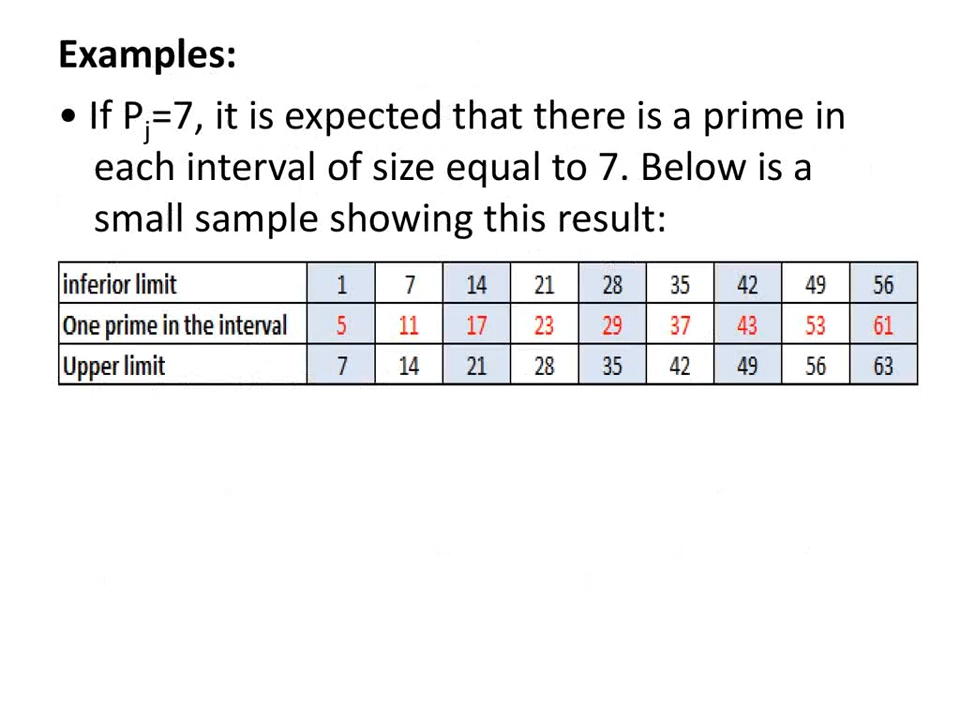 Examples:
• If Pj=7, it is expected that there is a prime in
each interval of size equal to 7. Below is a
small sample showing this result:
inferior limit 1 7 14 21 28 35 42 49 56
One prime in the interval 5 11 17 23 29 37 43 53 61
Upper limit 7 14 21 28 35 42 49 56 63